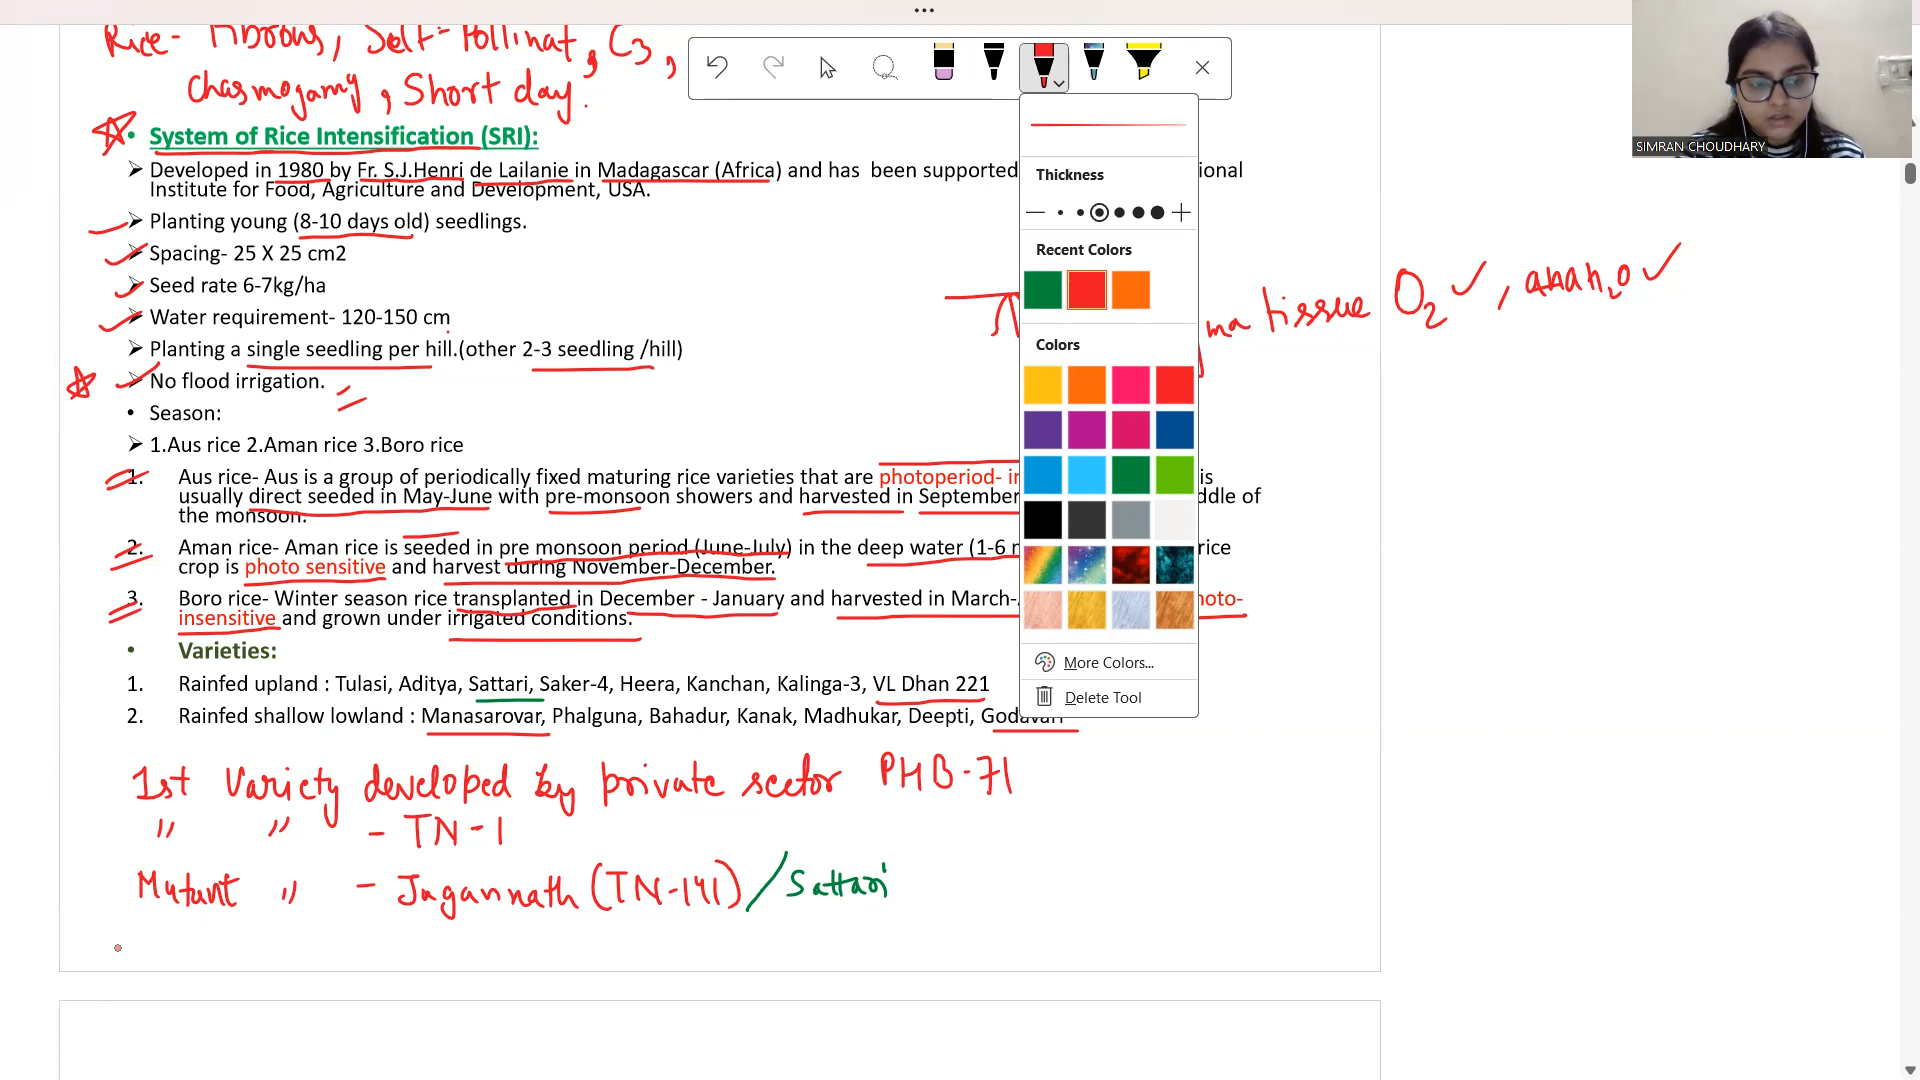 Rice- Fibrous, Self-Pollinat, C3,
Chasmogamy, Short day.
SIMRAN CHOUDHARY
• System of Rice Intensification (SRI):
Developed in 1980 by Fr. S.J.Henri de Lailanie in Madagascar (Africa) and has been supported
Institute for Food, Agriculture and Development, USA.
Planting young (8-10 days old) seedlings.
Spacing- 25 X 25 cm2
Seed rate 6-7kg/ha
Water requirement- 120-150 cm
Planting a single seedling per hill.(other 2-3 seedling /hill)
No flood irrigation.
• Season:
1.Aus rice 2.Aman rice 3.Boro rice
1. Aus rice- Aus is a group of periodically fixed maturing rice varieties that are photoperiod- is
usually direct seeded in May-June with pre-monsoon showers and harvested in September of
the monsoon.
2. Aman rice- Aman rice is seeded in pre monsoon period (June-July) in the deep water (1-6 rice
crop is photo sensitive and harvest during November-December.
3. Boro rice- Winter season rice transplanted in December - January and harvested in March-
insensitive and grown under irrigated conditions.
• Varieties:
1. Rainfed upland : Tulasi, Aditya, Sattari, Saker-4, Heera, Kanchan, Kalinga-3, VL Dhan 221
2. Rainfed shallow lowland : Manasarovar, Phalguna, Bahadur, Kanak, Madhukar, Deepti, Godavari
1st Variety developed by private sector PHB-71
" " - TN-1
Mutant " - Jagannath (TN-141) / Sattari
tissue O2 ✓,
Thickness
Recent Colors
Colors
More Colors...
Delete Tool